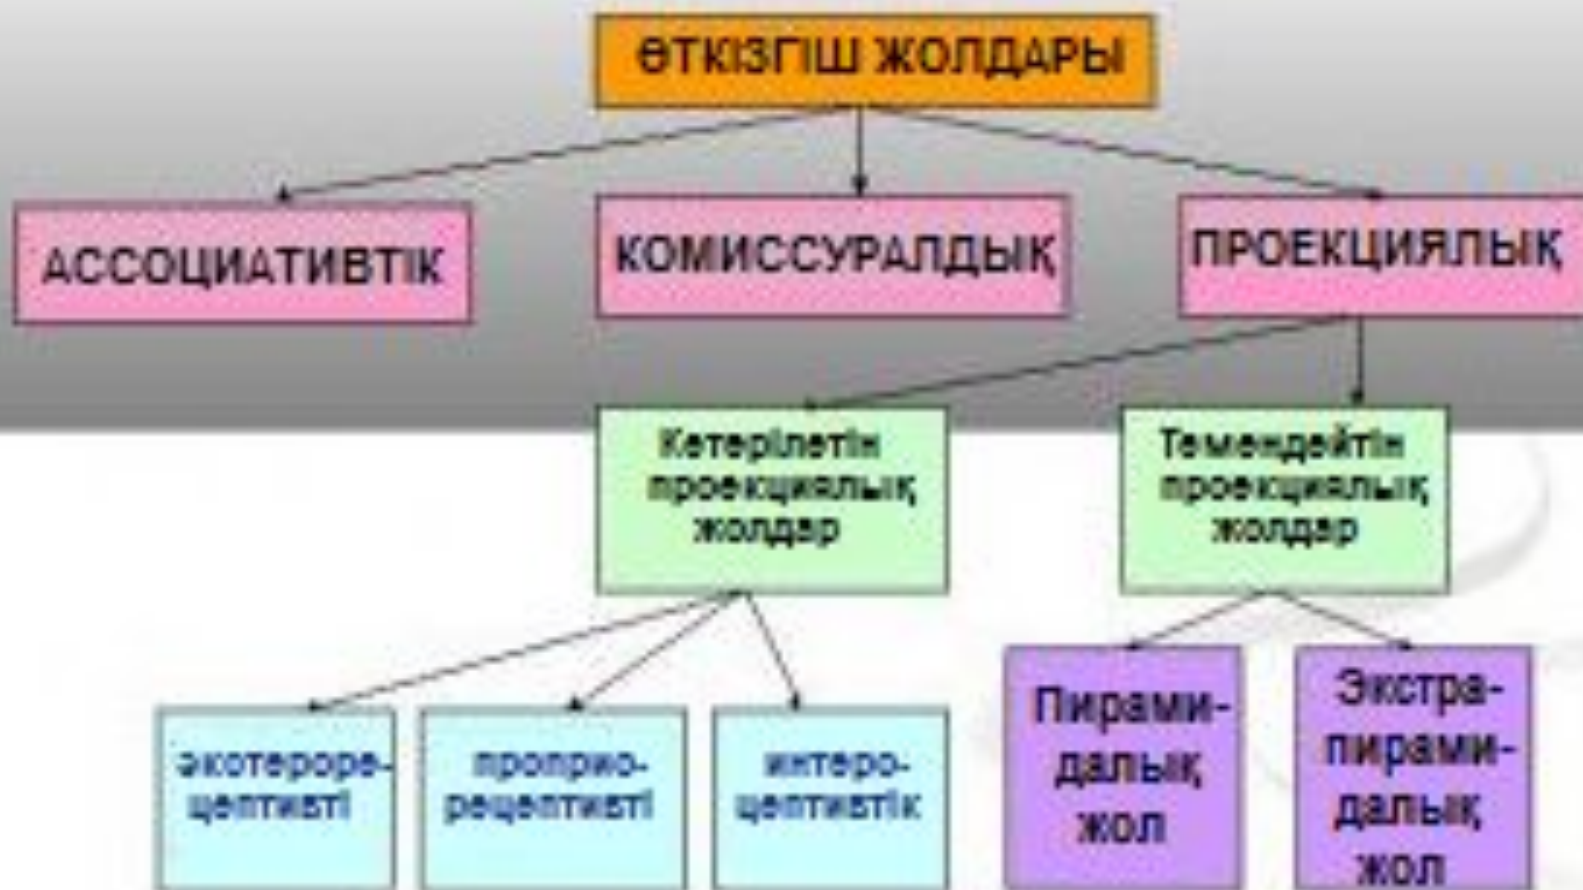 ӨТКІЗГІШ ЖОЛДАРЫ
АССОЦИАТИВТІК
КОМИССУРАЛДЫҚ
ПРОЕКЦИЯЛЫҚ
Көтерілетін
проекциялық
жолдар
Төмендейтін
проекциялық
жолдар
экстероре-
цептивті
проприо-
рецептивті
интеро-
цептивтік
Пирами-
далық
жол
Экстра-
пирами-
далық
жол